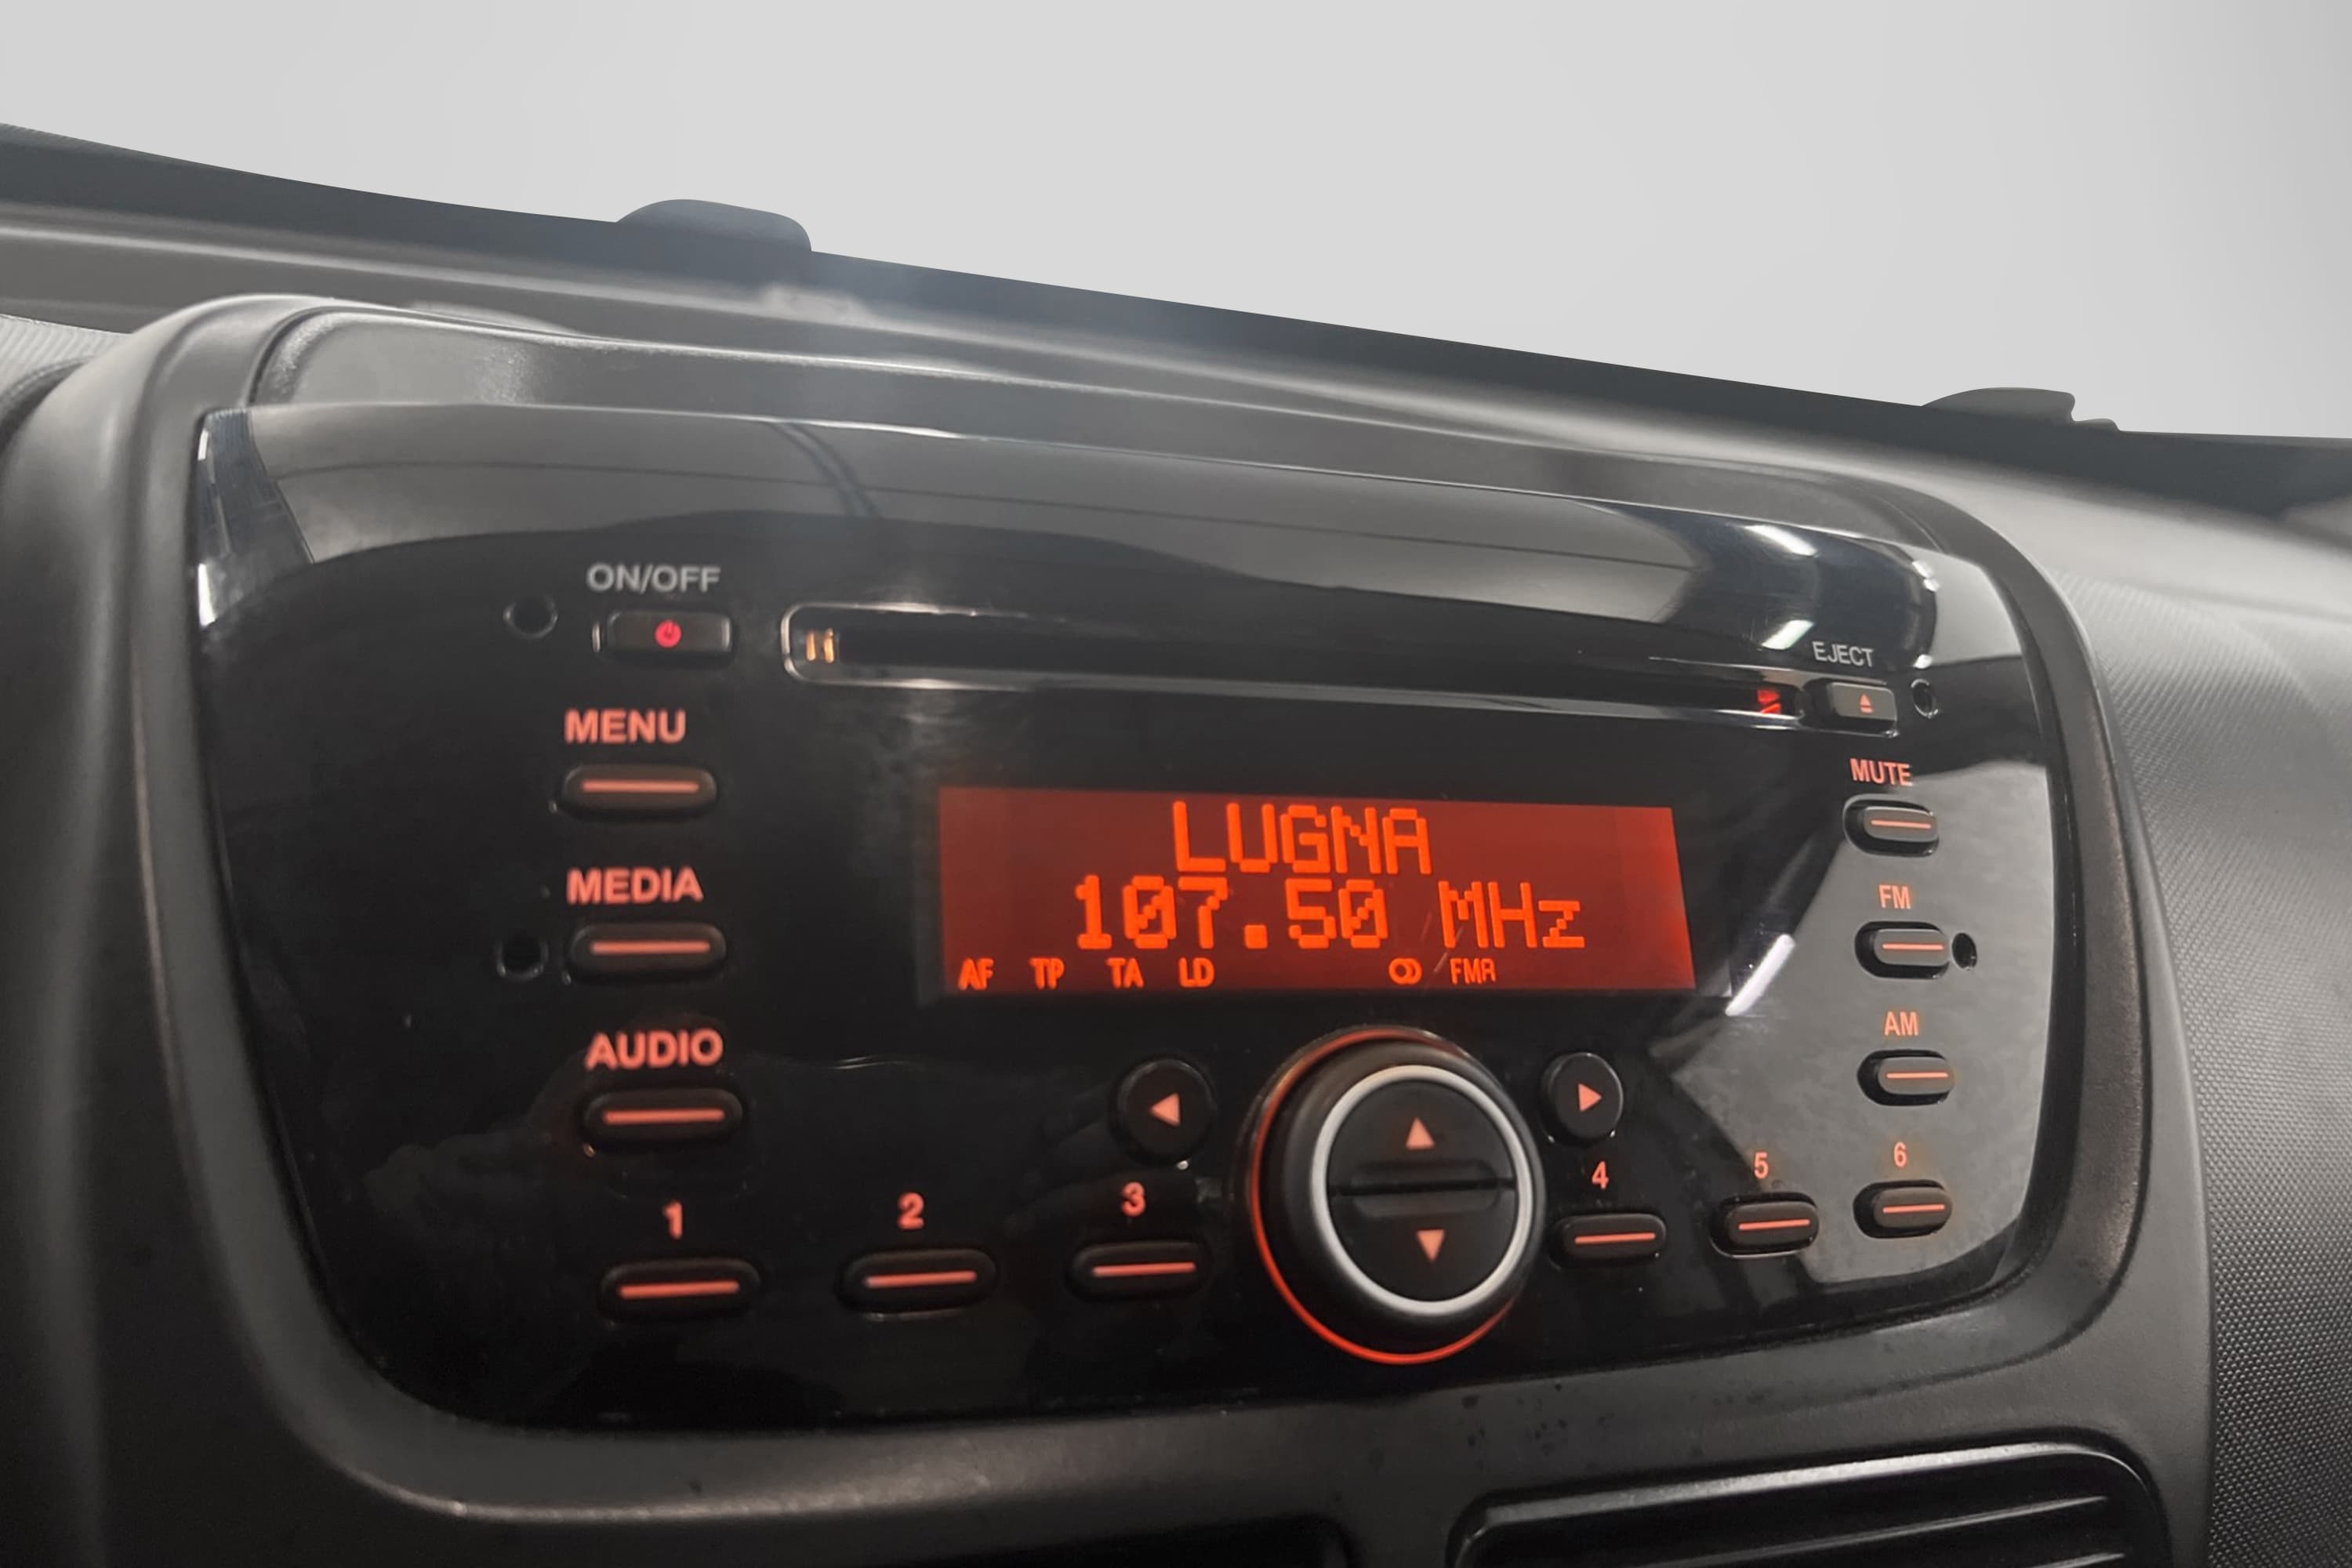 ON/OFF
EJECT
MENU
MUTE
LUGNA
MEDIA
FM
107.50 MHz
AF TP TA LD FMA
AUDIO
AM
1 2 3 4 5 6